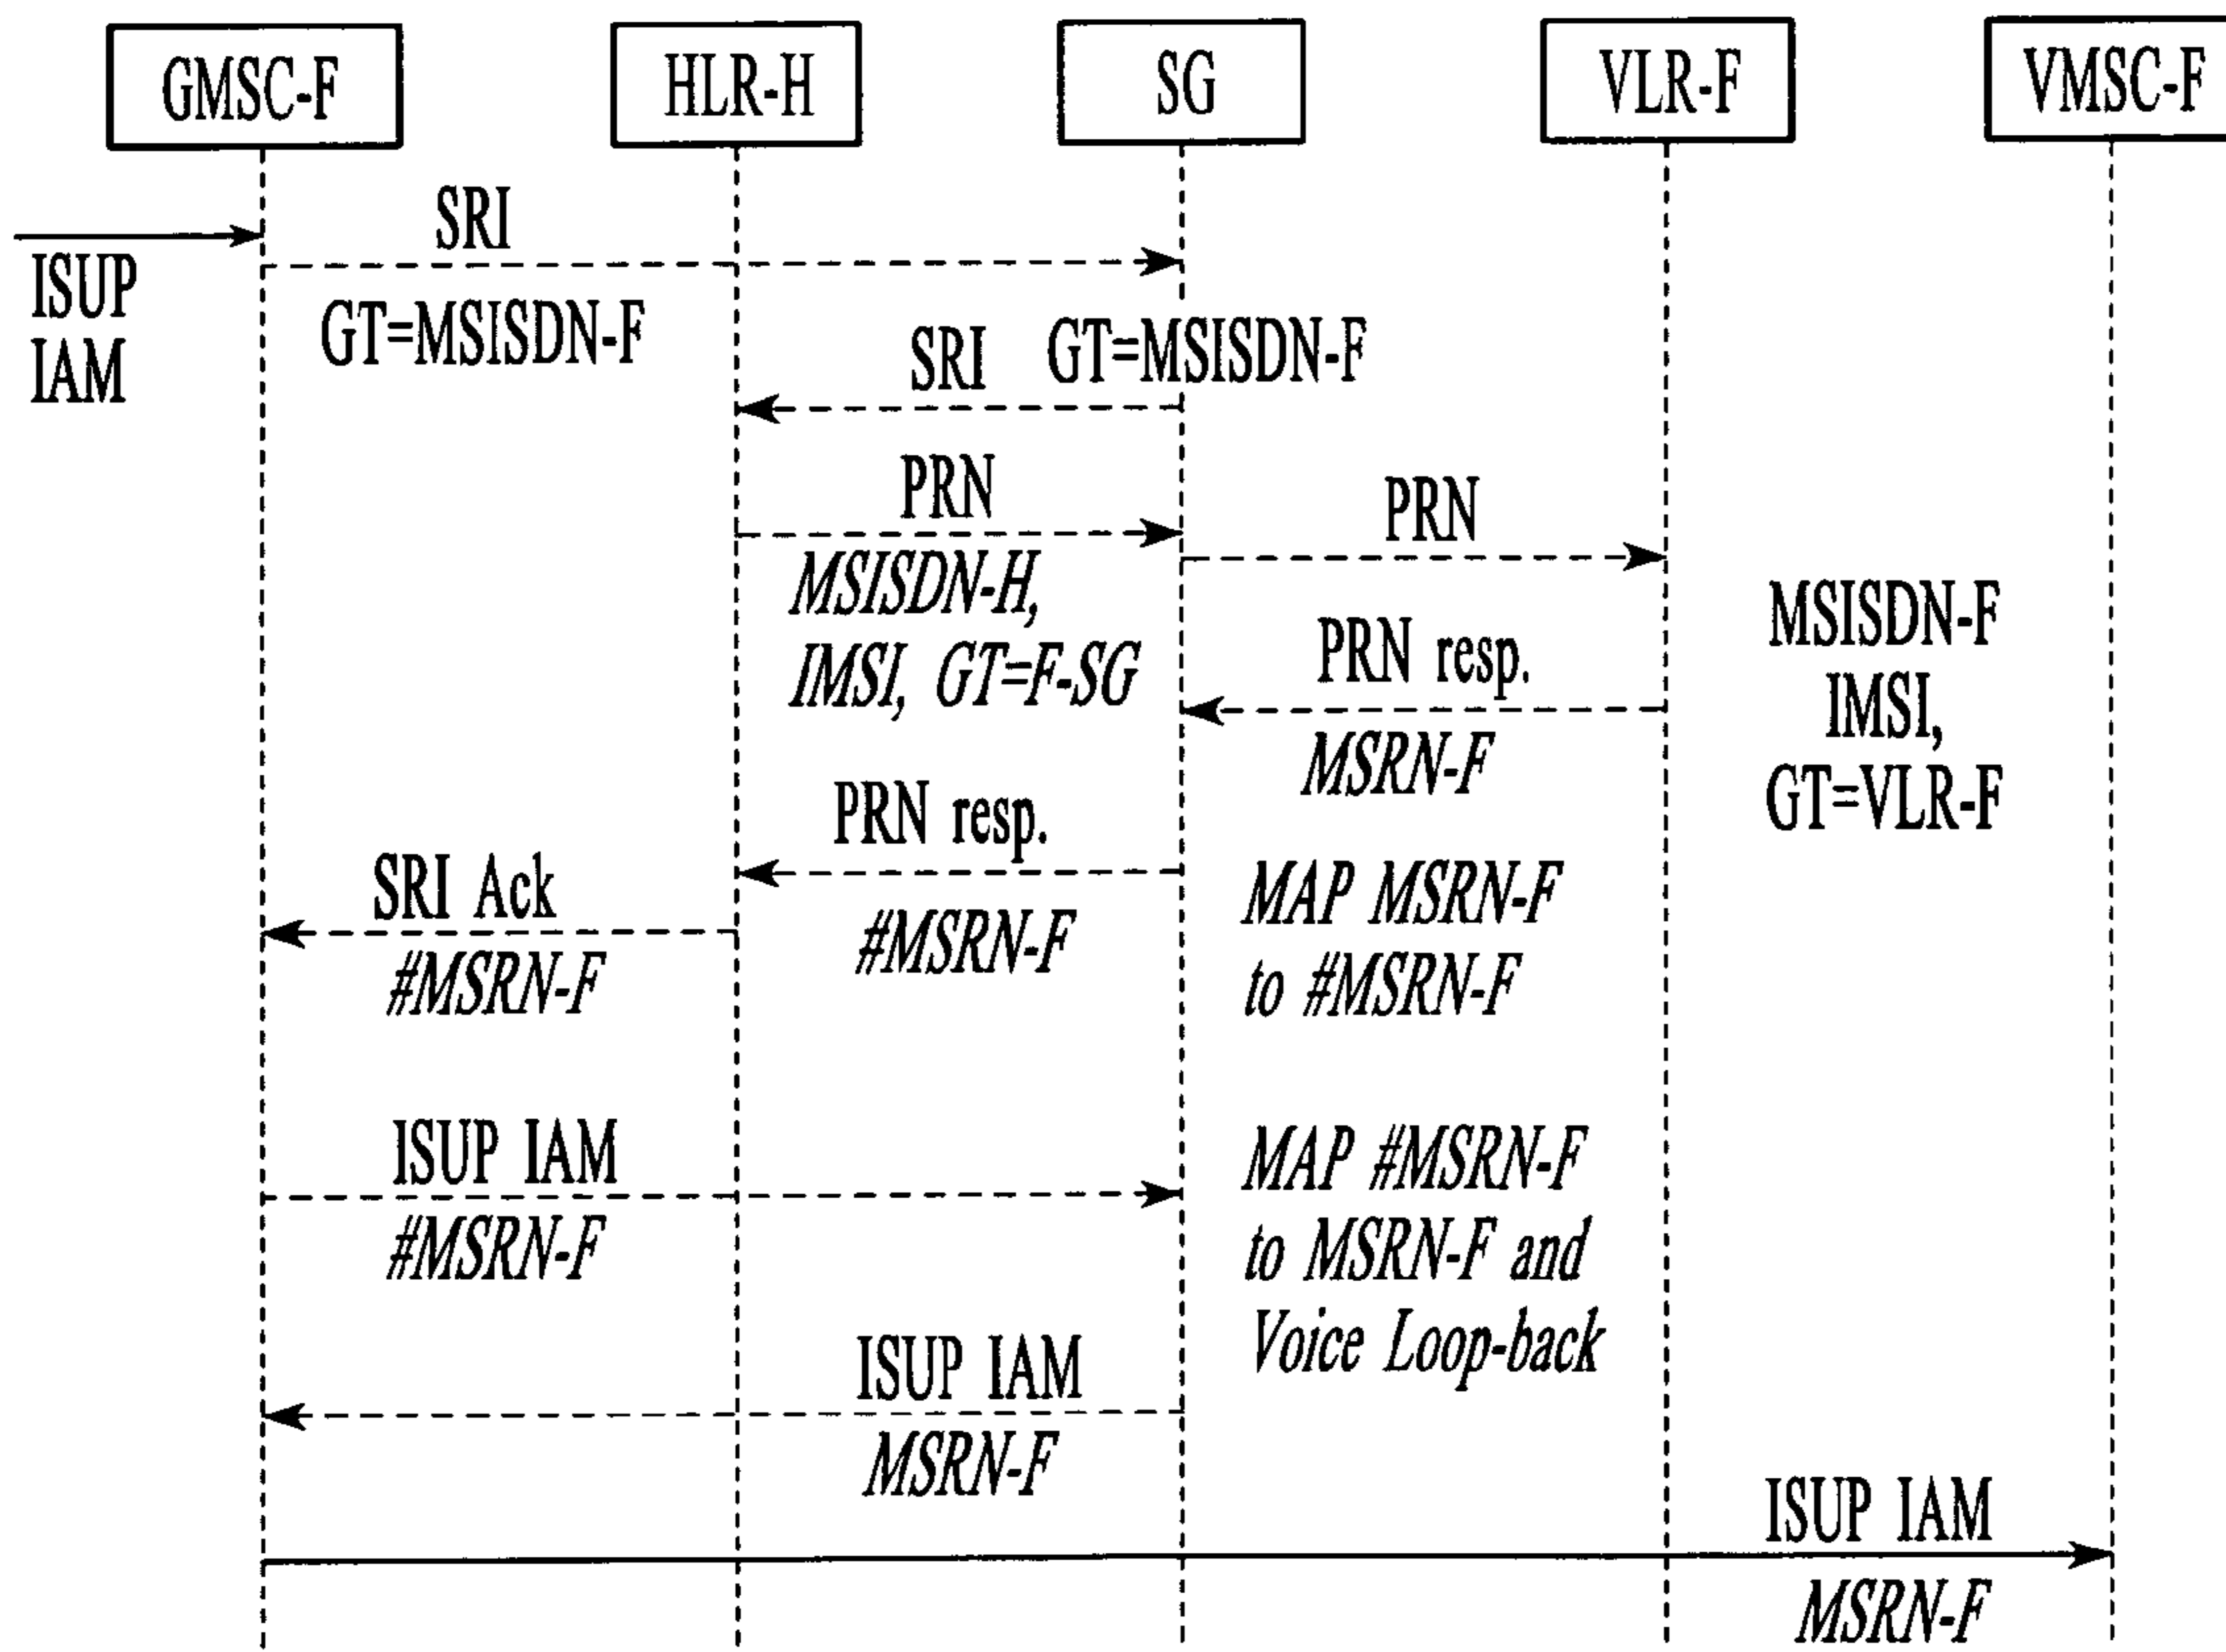 GMSC-F
HLR-H
SG
VLR-F
VMSC-F
SRI
ISUP
IAM
GT=MSISDN-F
SRI
GT=MSISDN-F
PRN
MSISDN-H,
IMSI, GT=F-SG
PRN
MSISDN-F
IMSI,
GT=VLR-F
PRN resp.
MSRN-F
PRN resp.
#MSRN-F
MAP MSRN-F
to #MSRN-F
SRI Ack
#MSRN-F
ISUP IAM
#MSRN-F
MAP #MSRN-F
to MSRN-F and
Voice Loop-back
ISUP IAM
MSRN-F
ISUP IAM
MSRN-F